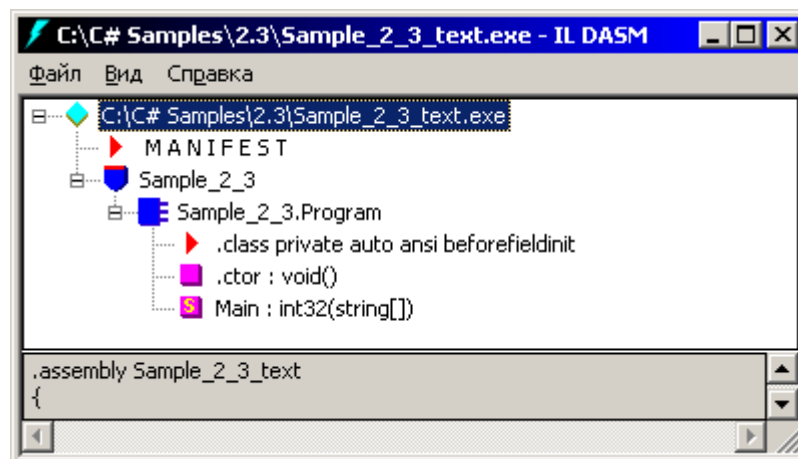 C:\C# Samples\2.3\Sample_2_3_text.exe - IL DASM
Файл Вид Справка
C:\C# Samples\2.3\Sample_2_3_text.exe
M A N I F E S T
Sample_2_3
Sample_2_3.Program
.class private auto ansi beforefieldinit
.ctor : void()
S Main : int32(string[])
.assembly Sample_2_3_text
{